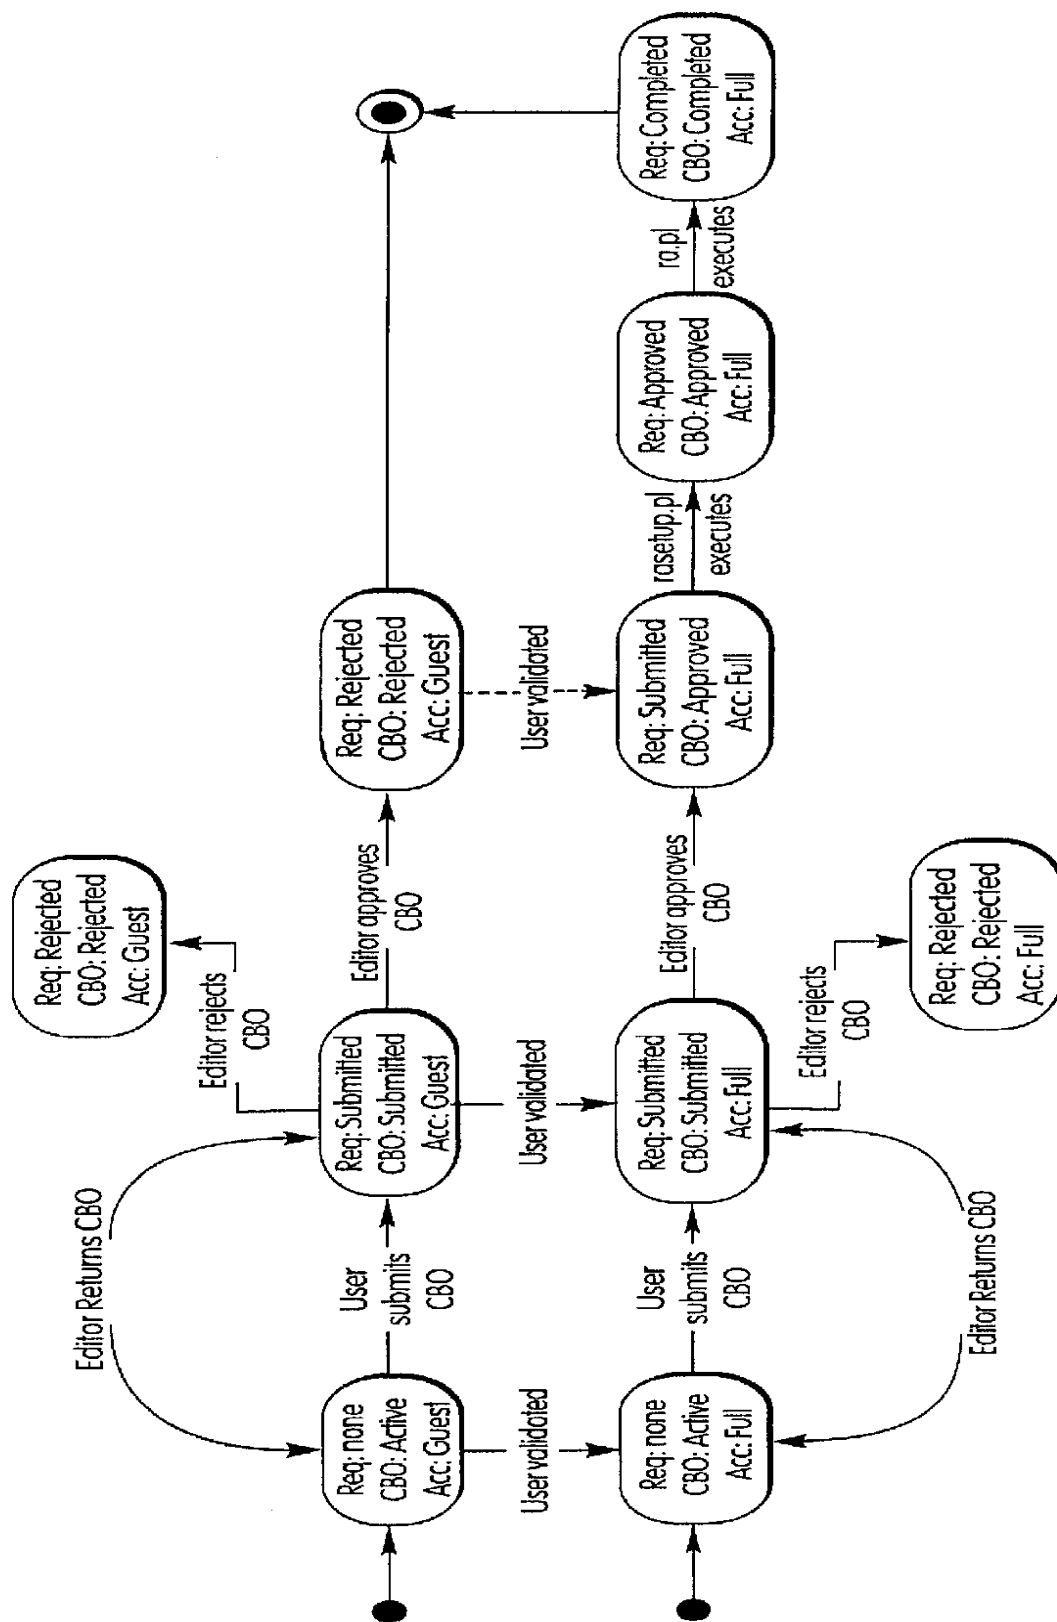 Editor Returns CBO
Editor rejects
CBO
Req: Rejected
CBO: Rejected
Acc: Guest
Req: none
CBO: Active
Acc: Guest
User
submits
CBO
Req: Submitted
CBO: Submitted
Acc: Guest
Editor approves
CBO
Req: Rejected
CBO: Rejected
Acc: Guest
User validated
User validated
User validated
Req: none
CBO: Active
Acc: Full
User
submits
CBO
Req: Submitted
CBO: Submitted
Acc: Full
Editor approves
CBO
Req: Submitted
CBO: Approved
Acc: Full
rasetup.pl
executes
Req: Approved
CBO: Approved
Acc: Full
ra.pl
executes
Req: Completed
CBO: Completed
Acc: Full
Editor Returns CBO
Editor rejects
CBO
Req: Rejected
CBO: Rejected
Acc: Full